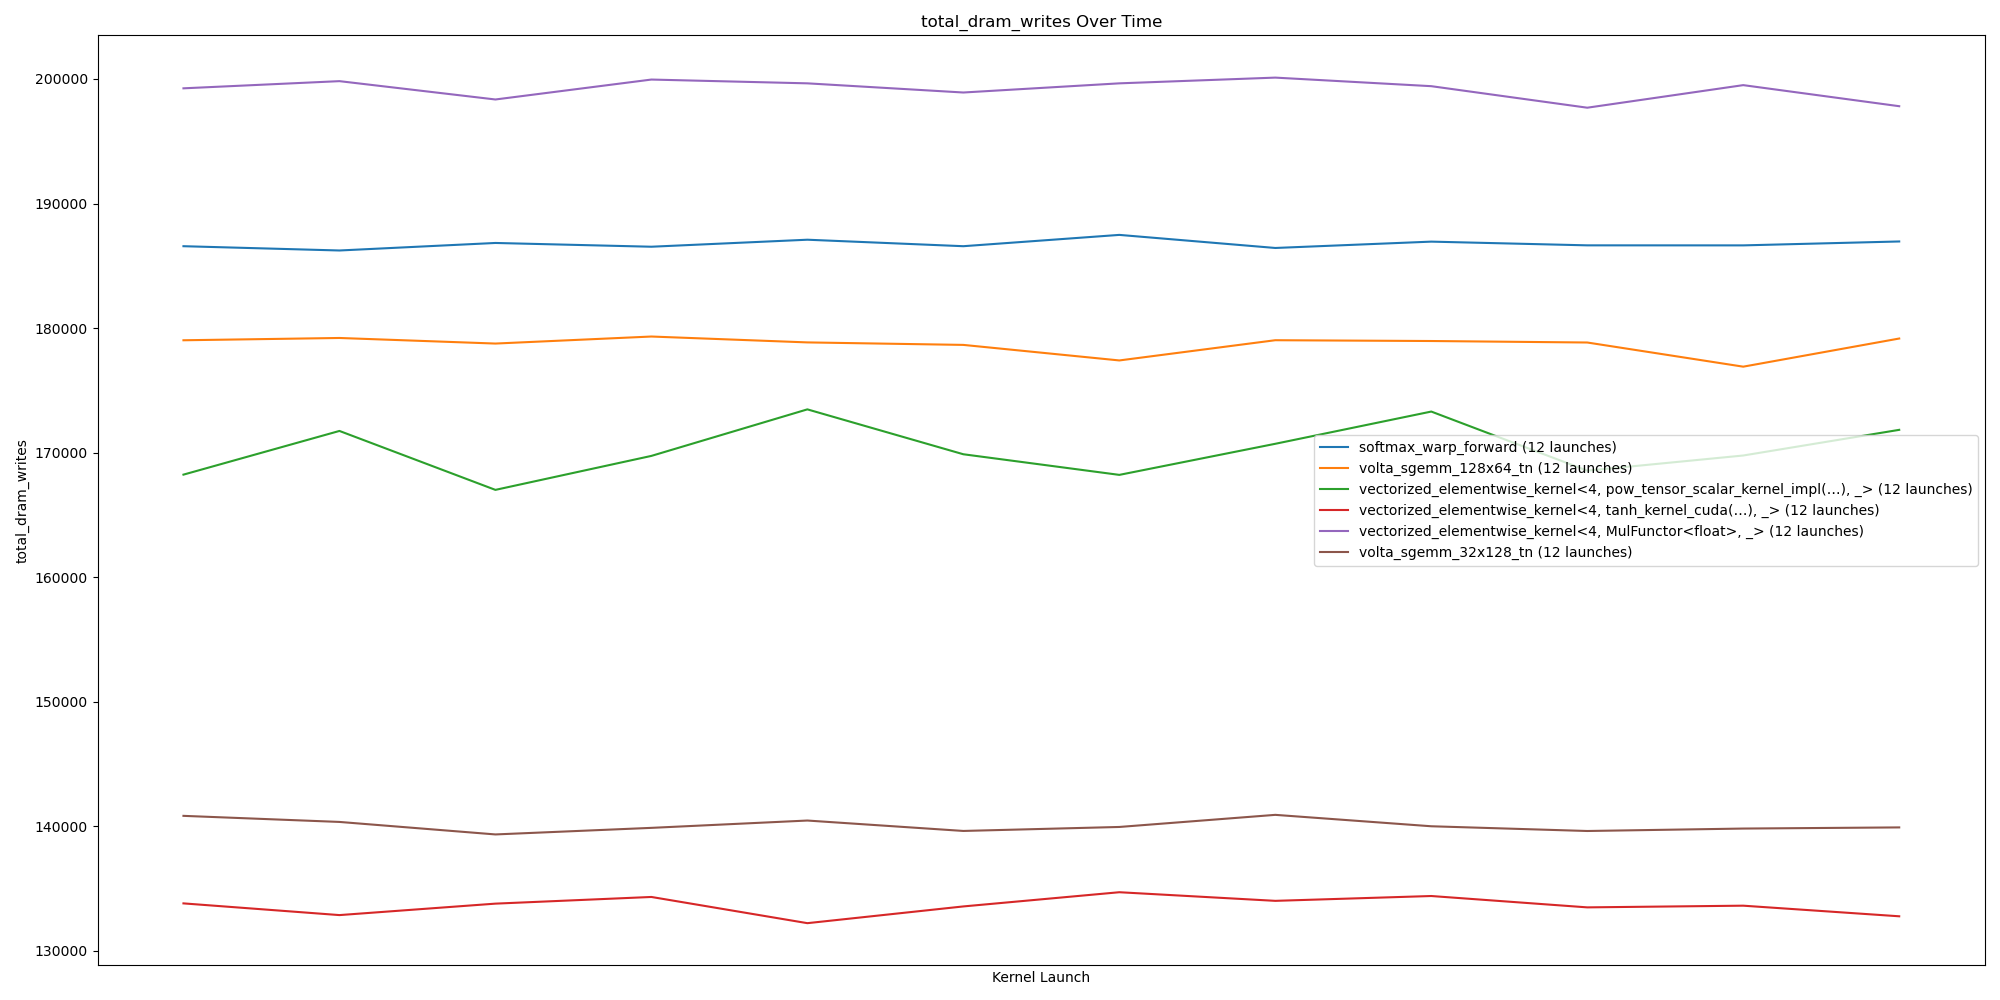 total_dram_writes Over Time
200000
190000
180000
170000
160000
150000
140000
130000
total_dram_writes
softmax_warp_forward (12 launches)
volta_sgemm_128x64_tn (12 launches)
vectorized_elementwise_kernel<4, pow_tensor_scalar_kernel_impl(...), _> (12 launches)
vectorized_elementwise_kernel<4, tanh_kernel_cuda(...), _> (12 launches)
vectorized_elementwise_kernel<4, MulFunctor<float>, _> (12 launches)
volta_sgemm_32x128_tn (12 launches)
Kernel Launch